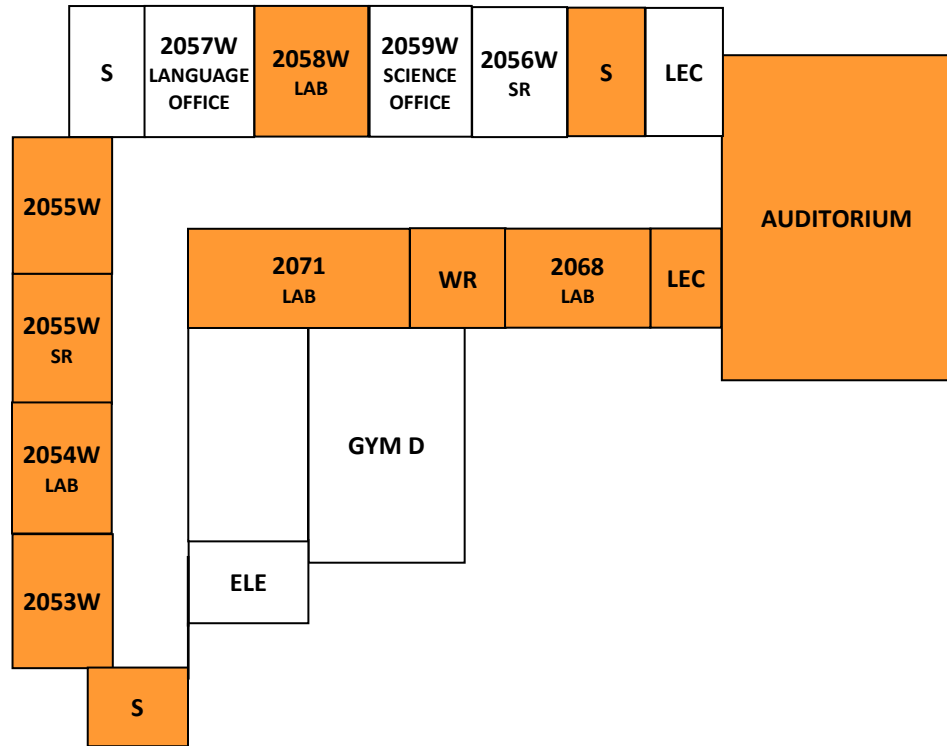 S
2057W
LANGUAGE
OFFICE
2058W
LAB
2059W
SCIENCE
OFFICE
2056W
SR
S
LEC
AUDITORIUM
2055W
2071
LAB
WR
2068
LAB
LEC
2055W
SR
GYM D
2054W
LAB
2053W
ELE
S